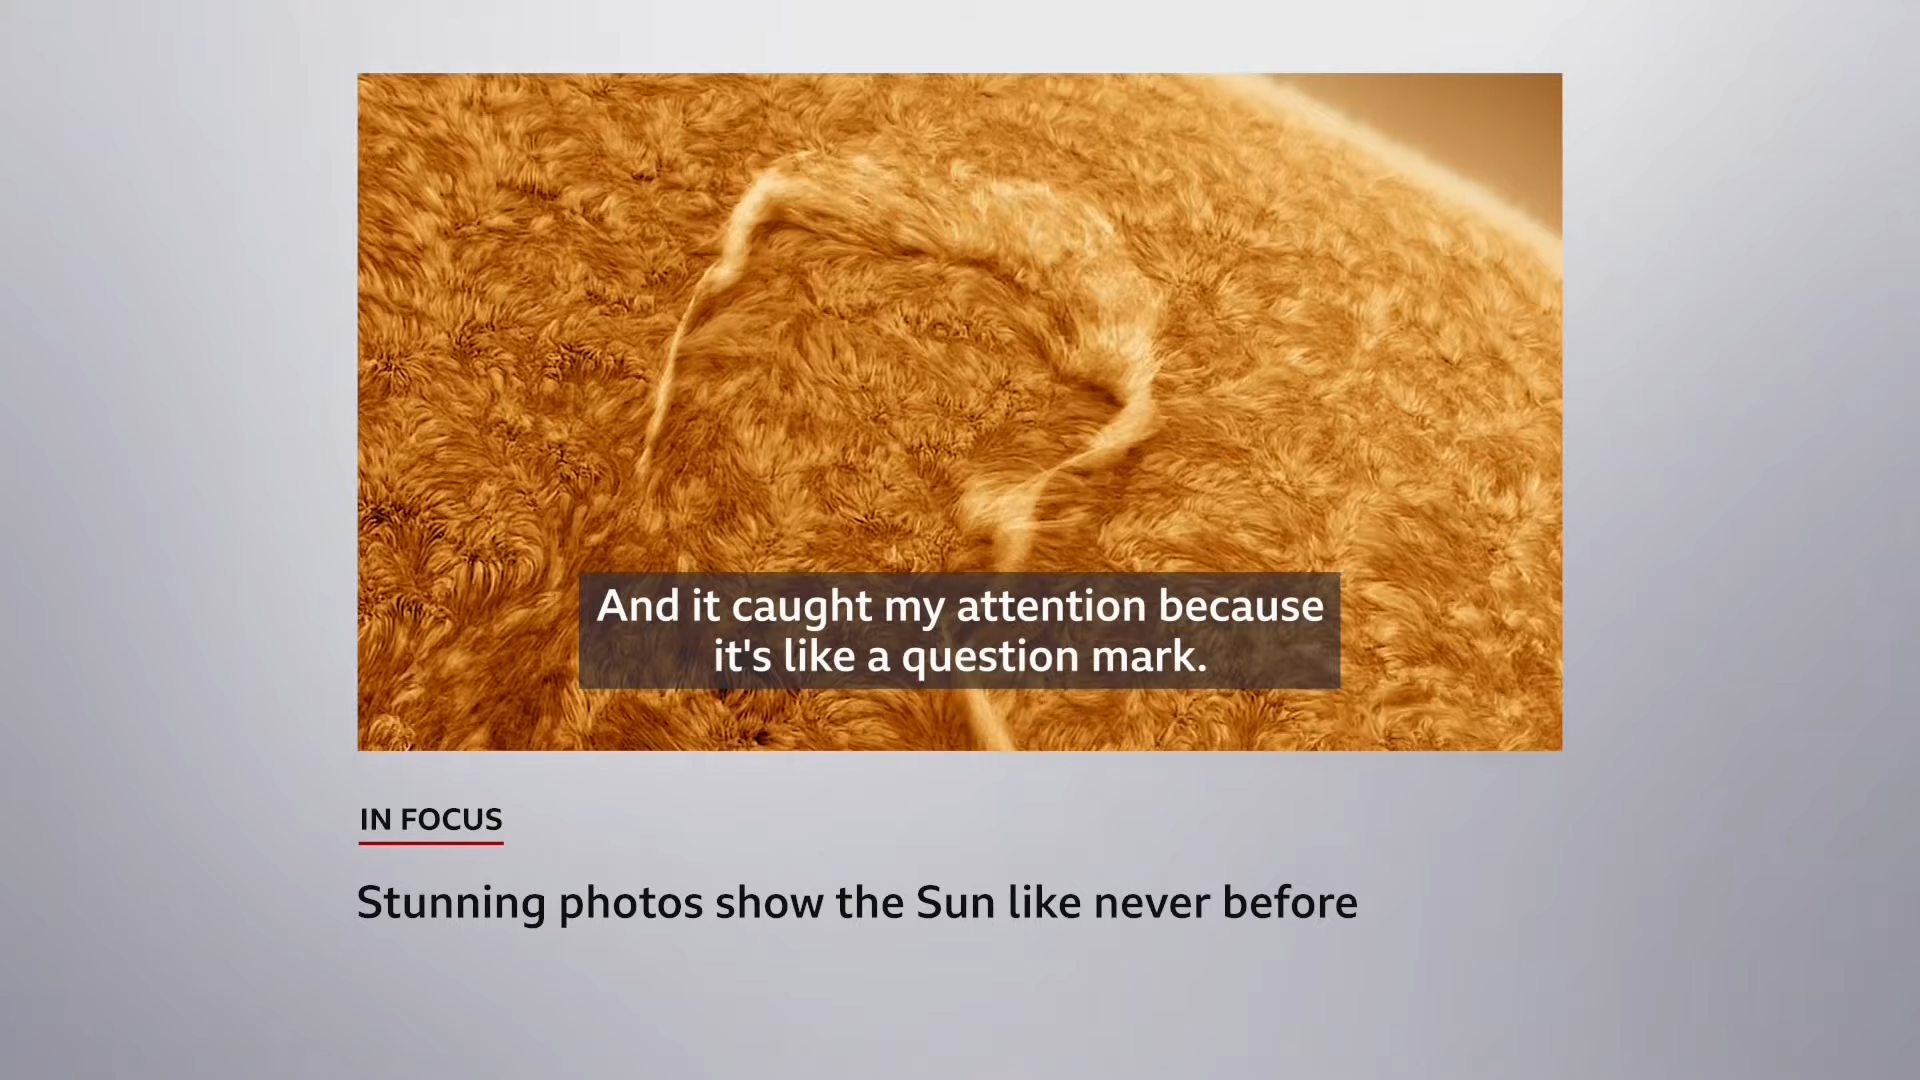 And it caught my attention because
it's like a question mark.
IN FOCUS
Stunning photos show the Sun like never before